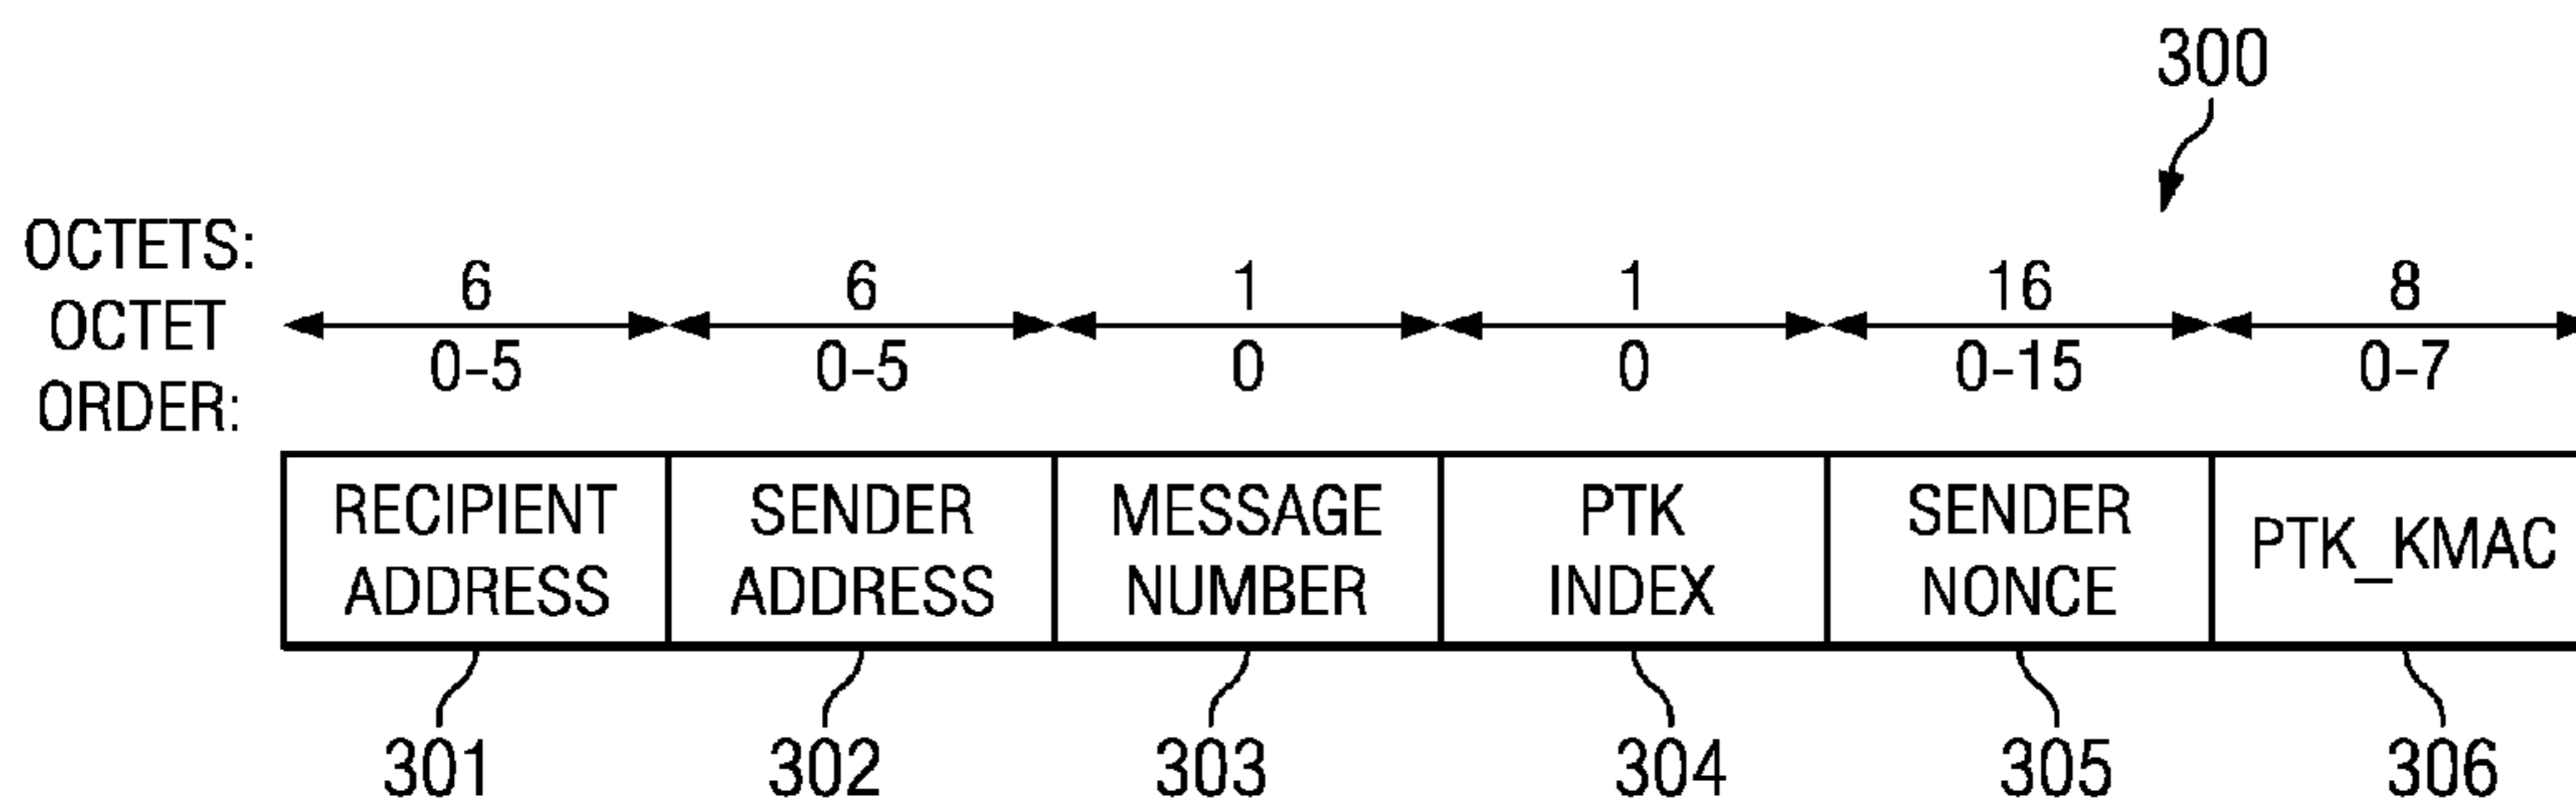 300
OCTETS:
6 6 1 1 16 8
OCTET
0-5 0-5 0 0 0-15 0-7
ORDER:
RECIPIENT SENDER MESSAGE PTK SENDER PTK_KMAC
ADDRESS ADDRESS NUMBER INDEX NONCE
301 302 303 304 305 306